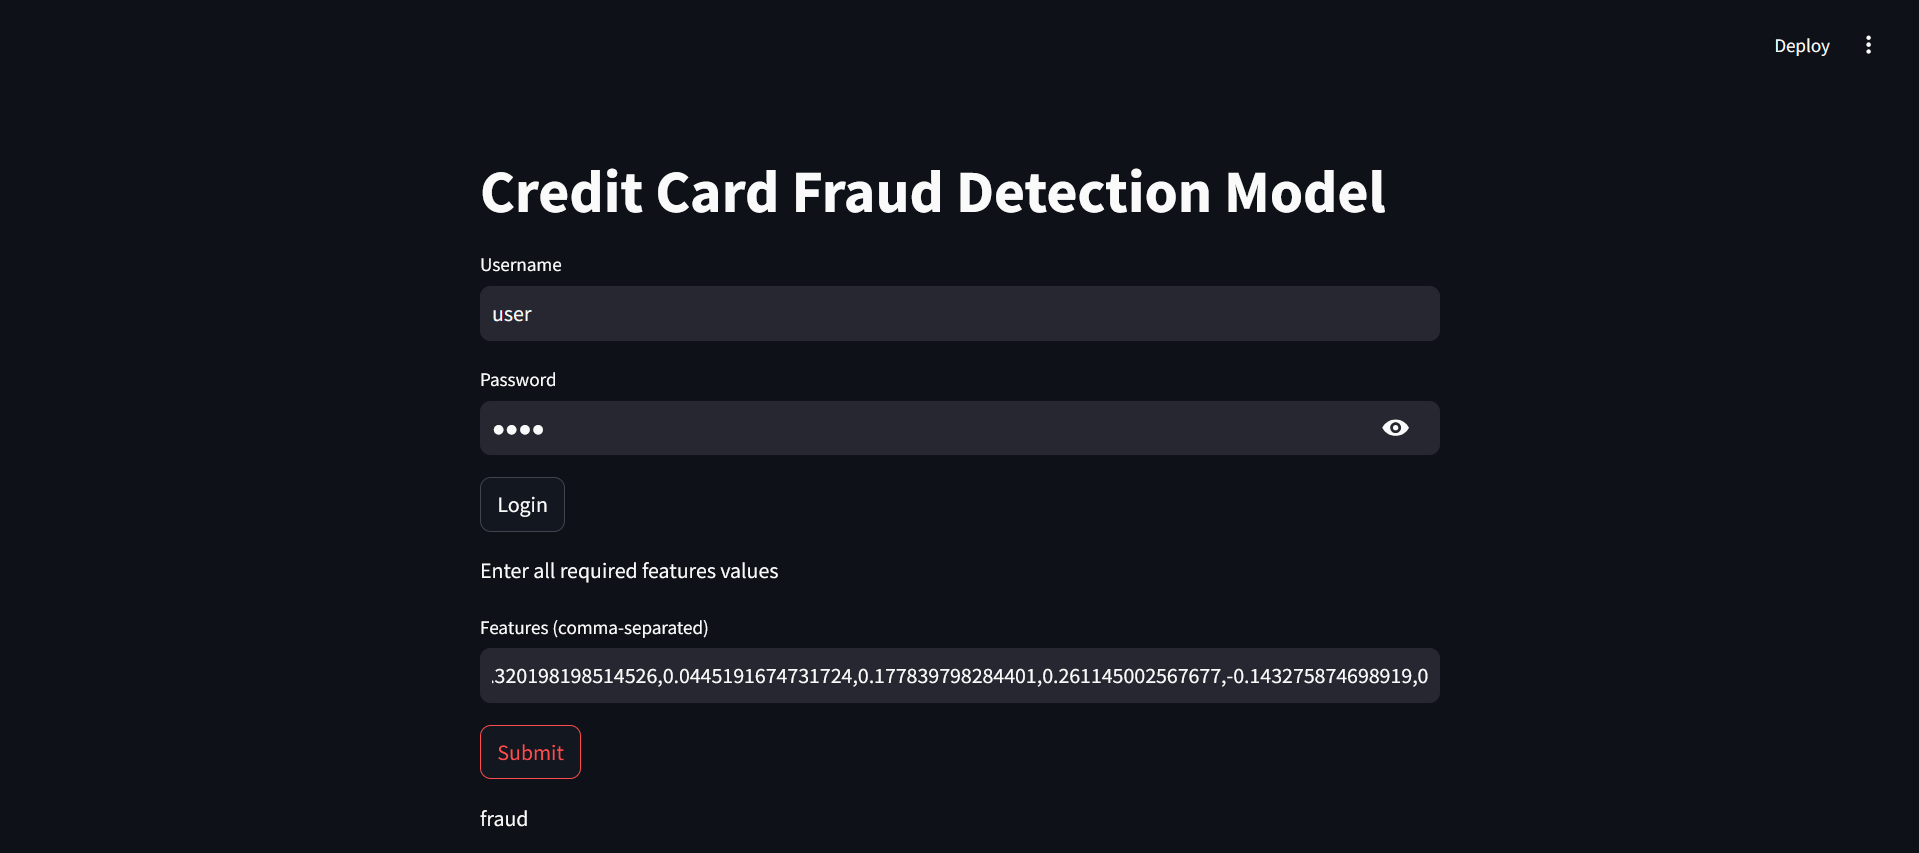 Deploy
Credit Card Fraud Detection Model
Username
user
Password
Login
Enter all required features values
Features (comma-separated)
.320198198514526,0.0445191674731724,0.177839798284401,0.261145002567677,-0.143275874698919,0
Submit
fraud